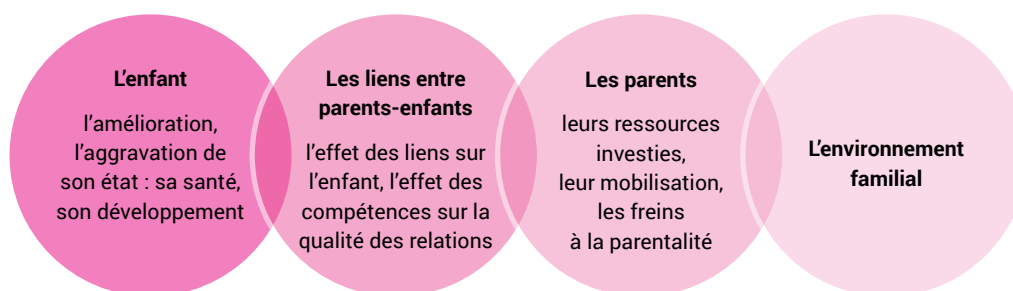 L'enfant
l'amélioration,
l'aggravation de
son état : sa santé,
son développement
Les liens entre
parents-enfants
l'effet des liens sur
l'enfant, l'effet des
compétences sur la
qualité des relations
Les parents
leurs ressources
investies,
leur mobilisation,
les freins
à la parentalité
L'environnement
familial